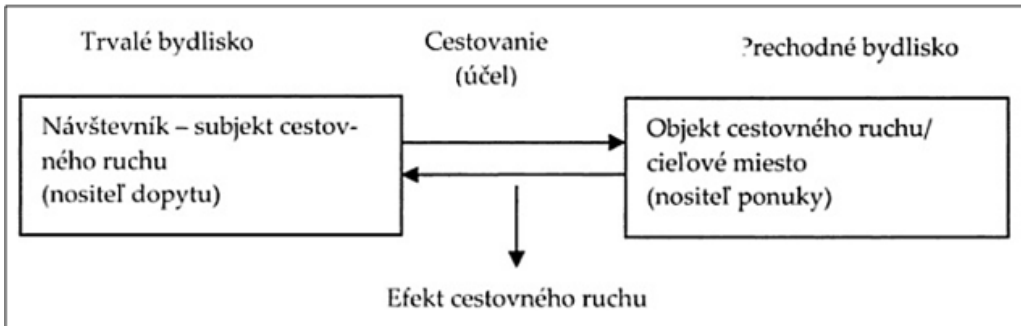 Trvalé bydlisko
Cestovanie
(účel)
Prechodné bydlisko
Návštevník – subjekt cestov-
ného ruchu
(nositeľ dopytu)
Objekt cestovného ruchu/
cieľové miesto
(nositeľ ponuky)
Efekt cestovného ruchu